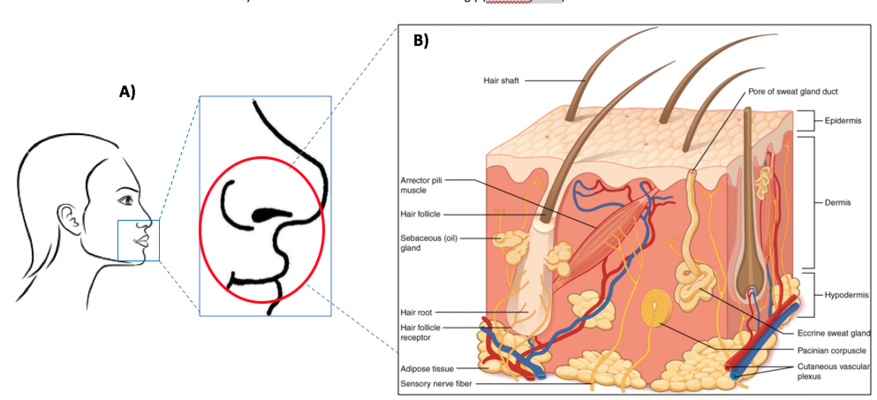 A)
B)
Hair shaft
Pore of sweat gland duct
Epidermis
Arrector pili
muscle
Dermis
Hair follicle
Sebaceous (oil)
gland
Hypodermis
Hair root
Hair follicle
receptor
Eccrine sweat gland
Pacinian corpuscle
Adipose tissue
Cutaneous vascular
plexus
Sensory nerve fiber